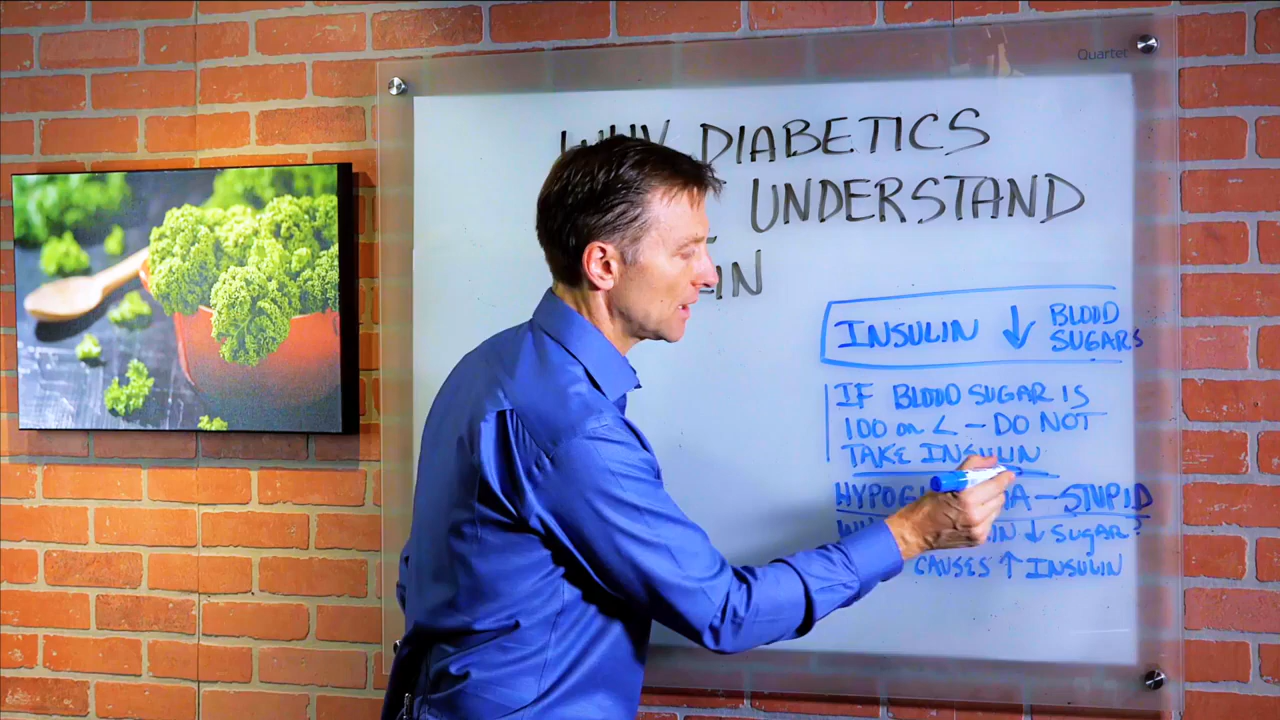 Quartet
WHY DIABETICS
UNDERSTAND
IN
INSULIN ↓ BLOOD SUGARS
IF BLOOD SUGAR IS
100 or < – DO NOT
TAKE INSULIN
– STUPID
↓ SUGAR?
CAUSES ↑ INSULIN